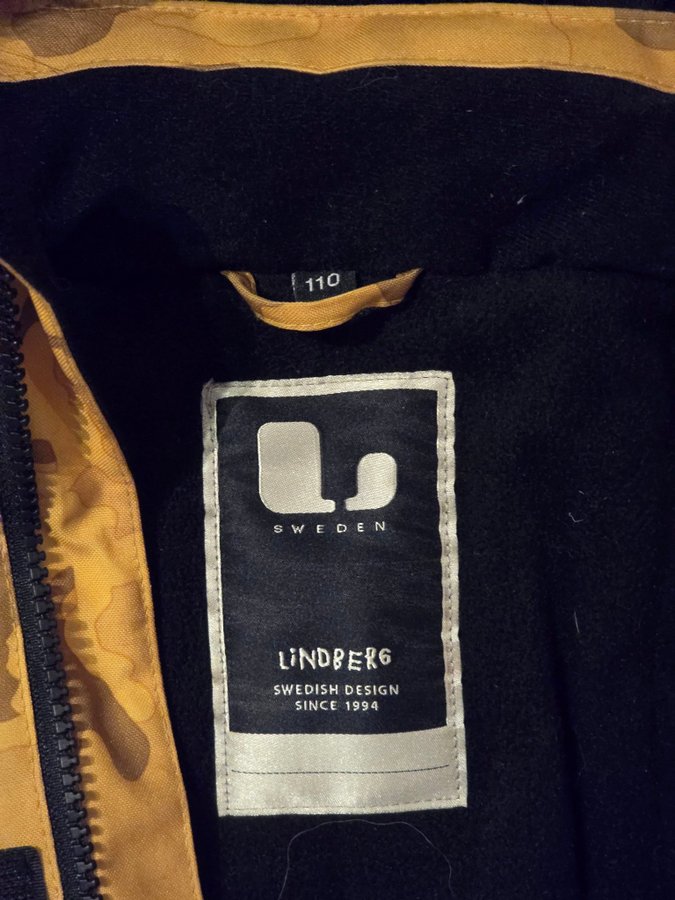 110
SWEDEN
LiNDBERG
SWEDISH DESIGN
SINCE 1994